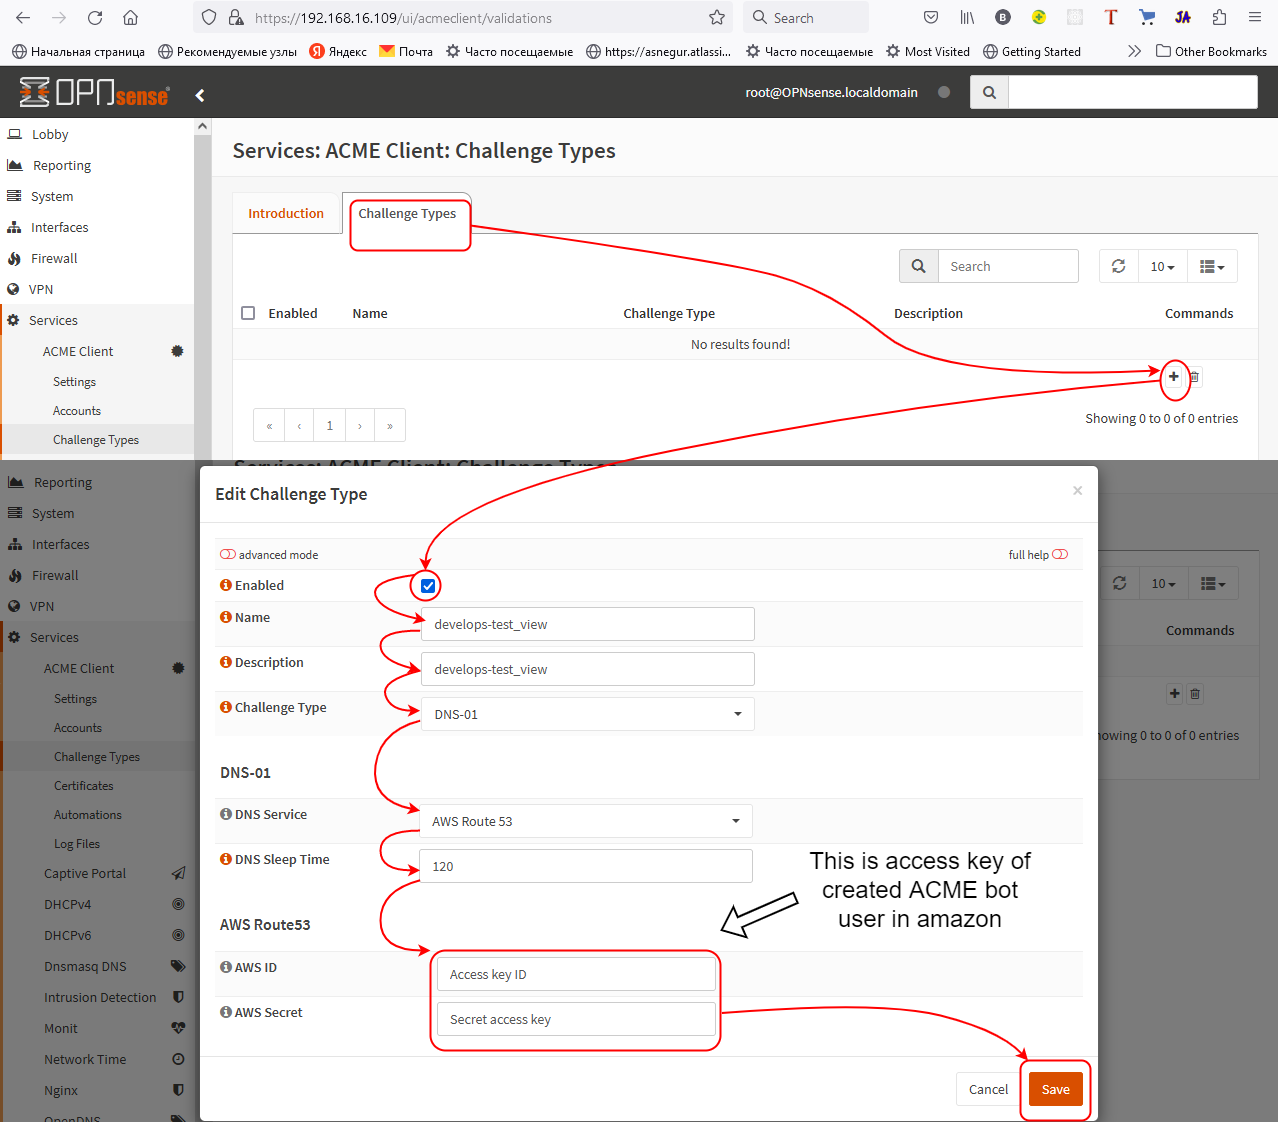 https://192.168.16.109/ui/acmeclient/validations
Search
Начальная страница
Рекомендуемые узлы
Яндекс
Почта
Часто посещаемые
https://asnegur.atlassi...
Часто посещаемые
Most Visited
Getting Started
Other Bookmarks
OPNsense
root@OPNsense.localdomain
Lobby
Reporting
System
Interfaces
Firewall
VPN
Services
ACME Client
Settings
Accounts
Challenge Types
Services: ACME Client: Challenge Types
Introduction
Challenge Types
Search
10
Enabled Name Challenge Type Description Commands
No results found!
« ‹ 1 › »
Showing 0 to 0 of 0 entries
Reporting
System
Interfaces
Firewall
VPN
Services
ACME Client
Settings
Accounts
Challenge Types
Certificates
Automations
Log Files
Captive Portal
DHCPv4
DHCPv6
Dnsmasq DNS
Intrusion Detection
Monit
Network Time
Nginx
OpenDNS
Services: ACME Client: Challenge Types
10
Commands
howing 0 to 0 of 0 entries
Edit Challenge Type
×
advanced mode
full help
Enabled
Name
develops-test_view
Description
develops-test_view
Challenge Type
DNS-01
DNS-01
DNS Service
AWS Route 53
DNS Sleep Time
120
This is access key of
created ACME bot
user in amazon
AWS Route53
AWS ID
Access key ID
AWS Secret
Secret access key
Cancel
Save